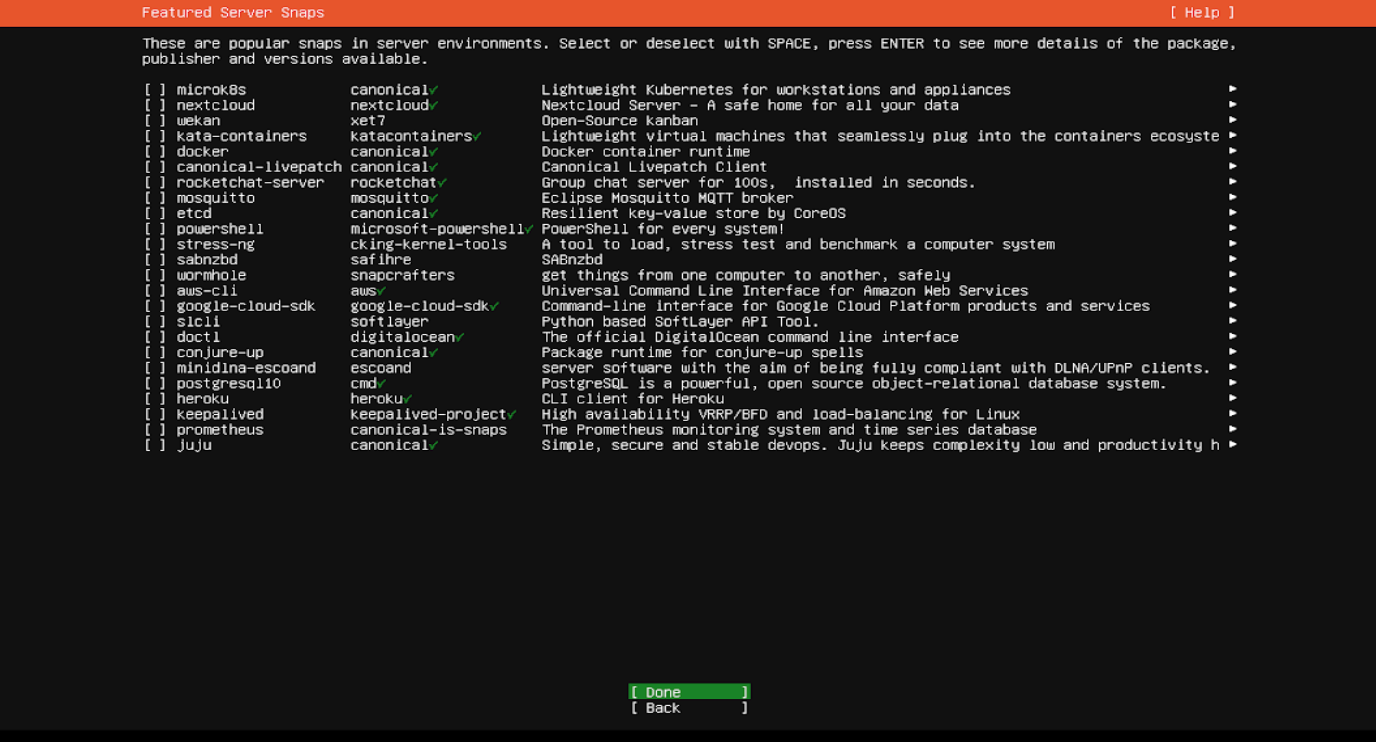 Featured Server Snaps [ Help ]
These are popular snaps in server environments. Select or deselect with SPACE, press ENTER to see more details of the package,
publisher and versions available.
[ ] microk8s canonical✓ Lightweight Kubernetes for workstations and appliances ▸
[ ] nextcloud nextcloud✓ Nextcloud Server - A safe home for all your data ▸
[ ] wekan xet7 Open-Source kanban ▸
[ ] kata-containers katacontainers✓ Lightweight virtual machines that seamlessly plug into the containers ecosyste ▸
[ ] docker canonical✓ Docker container runtime ▸
[ ] canonical-livepatch canonical✓ Canonical Livepatch Client ▸
[ ] rocketchat-server rocketchat✓ Group chat server for 100s,  installed in seconds. ▸
[ ] mosquitto mosquitto✓ Eclipse Mosquitto MQTT broker ▸
[ ] etcd canonical✓ Resilient key-value store by CoreOS ▸
[ ] powershell microsoft-powershell✓ PowerShell for every system! ▸
[ ] stress-ng cking-kernel-tools A tool to load, stress test and benchmark a computer system ▸
[ ] sabnzbd safihre SABnzbd ▸
[ ] wormhole snapcrafters get things from one computer to another, safely ▸
[ ] aws-cli aws✓ Universal Command Line Interface for Amazon Web Services ▸
[ ] google-cloud-sdk google-cloud-sdk✓ Command-line interface for Google Cloud Platform products and services ▸
[ ] slcli softlayer Python based SoftLayer API Tool. ▸
[ ] doctl digitalocean✓ The official DigitalOcean command line interface ▸
[ ] conjure-up canonical✓ Package runtime for conjure-up spells ▸
[ ] minidlna-escoand escoand server software with the aim of being fully compliant with DLNA/UPnP clients. ▸
[ ] postgresql10 cmd✓ PostgreSQL is a powerful, open source object-relational database system. ▸
[ ] heroku heroku✓ CLI client for Heroku ▸
[ ] keepalived keepalived-project✓ High availability VRRP/BFD and load-balancing for Linux ▸
[ ] prometheus canonical-is-snaps The Prometheus monitoring system and time series database ▸
[ ] juju canonical✓ Simple, secure and stable devops. Juju keeps complexity low and productivity h ▸
[ Done ]
[ Back ]